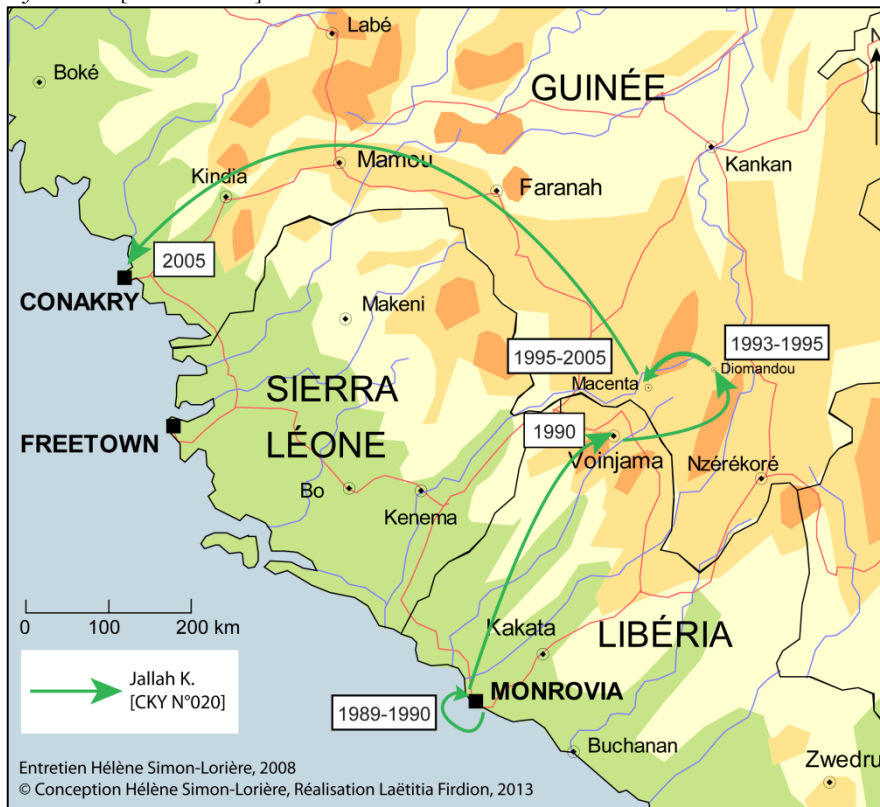 Labé
Boké
N
GUINÉE
Kankan
Mamou
Kindia
Faranah
2005
CONAKRY
Makeni
1993-1995
1995-2005
Diomandou
Macenta
SIERRA
LÉONE
FREETOWN
1990
Voinjama
Nzérékoré
Bo
Kenema
0 100 200 km
Kakata
LIBÉRIA
Jallah K.
[CKY N°020]
MONROVIA
1989-1990
Buchanan
Zwedru
Entretien Hélène Simon-Lorière, 2008
© Conception Hélène Simon-Lorière, Réalisation Laëtitia Firdion, 2013